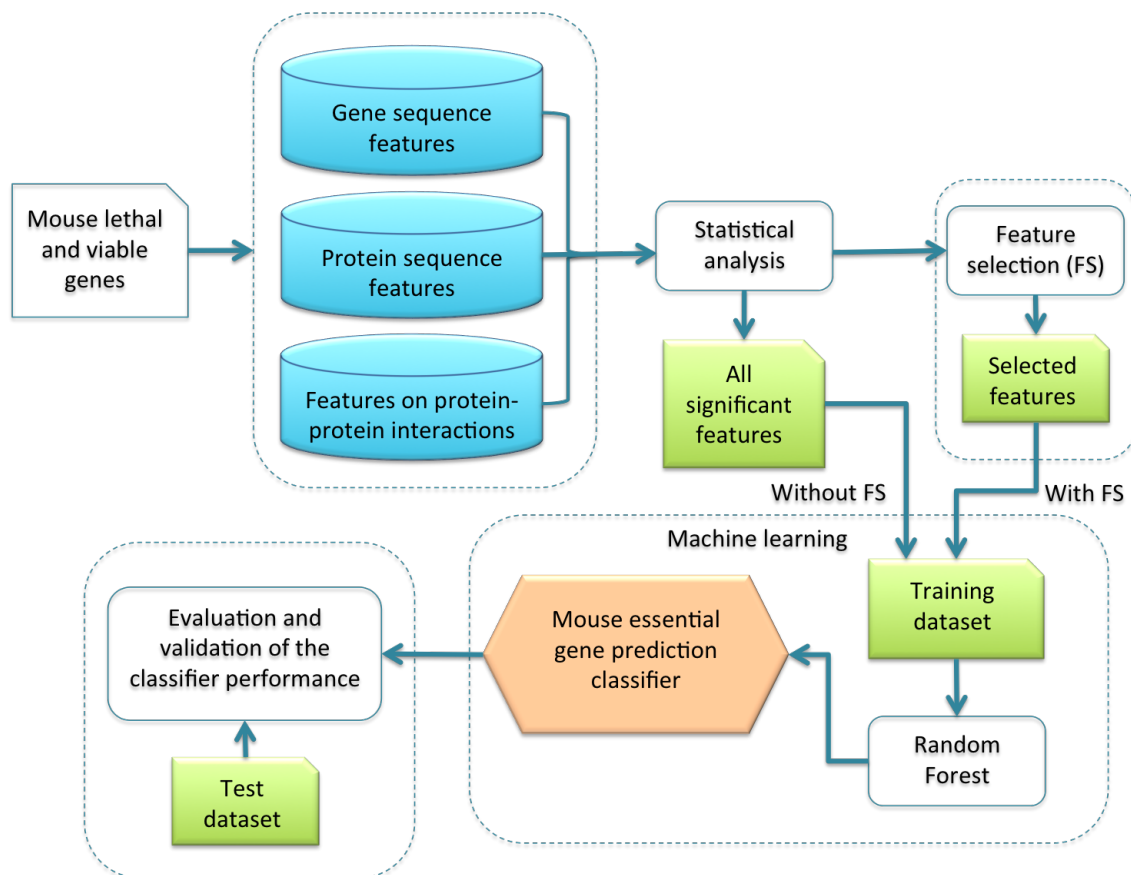 Gene sequence
features
Mouse lethal
and viable
genes
Protein sequence
features
Statistical
analysis
Feature
selection (FS)
Features on protein-
protein interactions
All
significant
features
Selected
features
Without FS
With FS
Machine learning
Evaluation and
validation of the
classifier performance
Mouse essential
gene prediction
classifier
Training
dataset
Random
Forest
Test
dataset